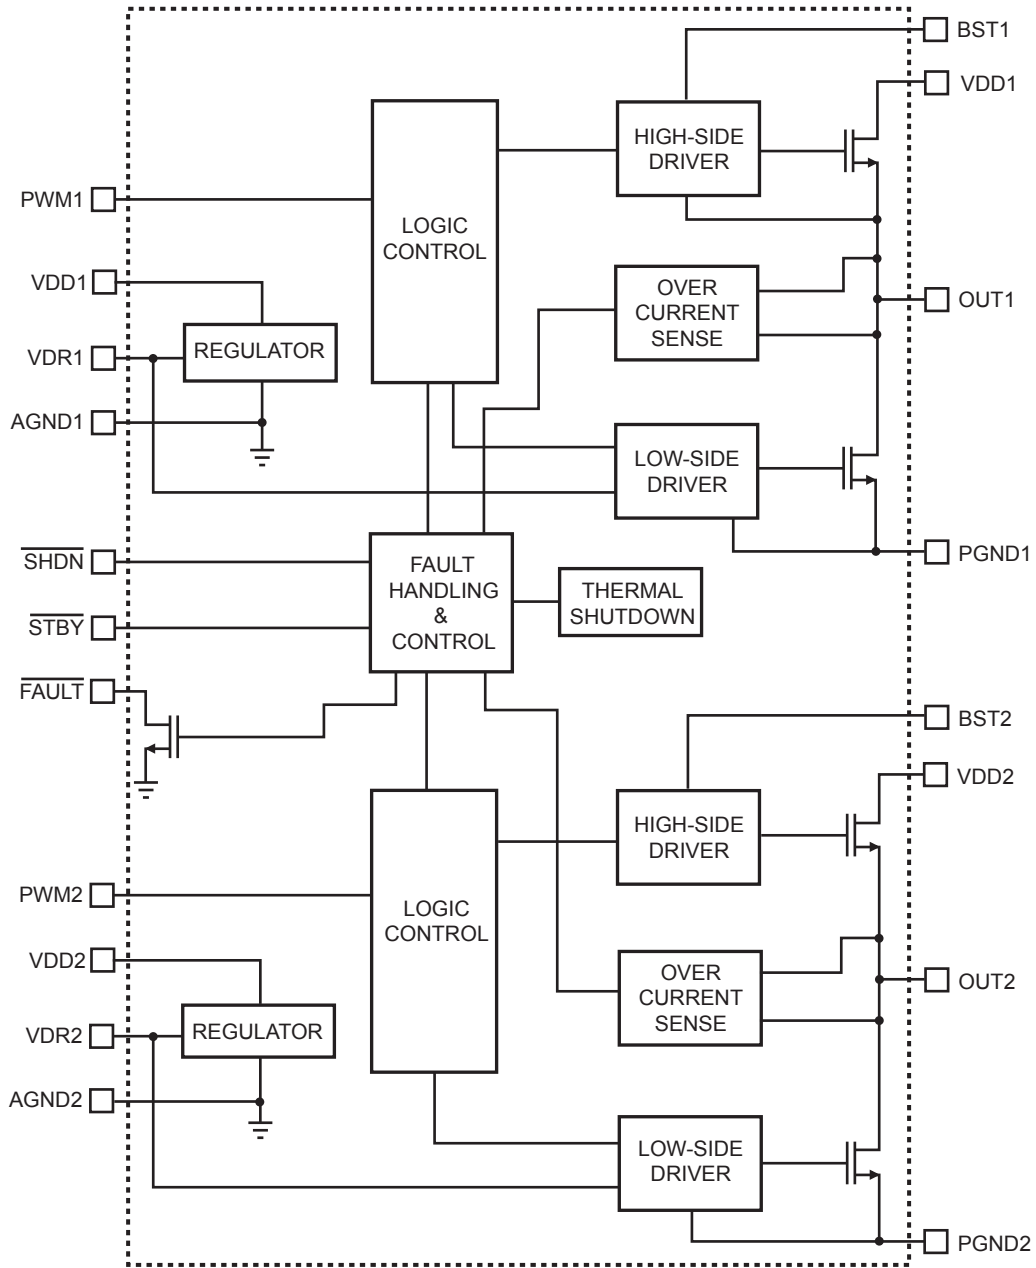 BST1
VDD1
HIGH-SIDE
DRIVER
PWM1
LOGIC
CONTROL
VDD1
OVER
CURRENT
SENSE
OUT1
VDR1
REGULATOR
AGND1
LOW-SIDE
DRIVER
SHDN
FAULT
HANDLING
&
CONTROL
THERMAL
SHUTDOWN
PGND1
STBY
FAULT
BST2
VDD2
HIGH-SIDE
DRIVER
PWM2
LOGIC
CONTROL
VDD2
OVER
CURRENT
SENSE
OUT2
VDR2
REGULATOR
AGND2
LOW-SIDE
DRIVER
PGND2